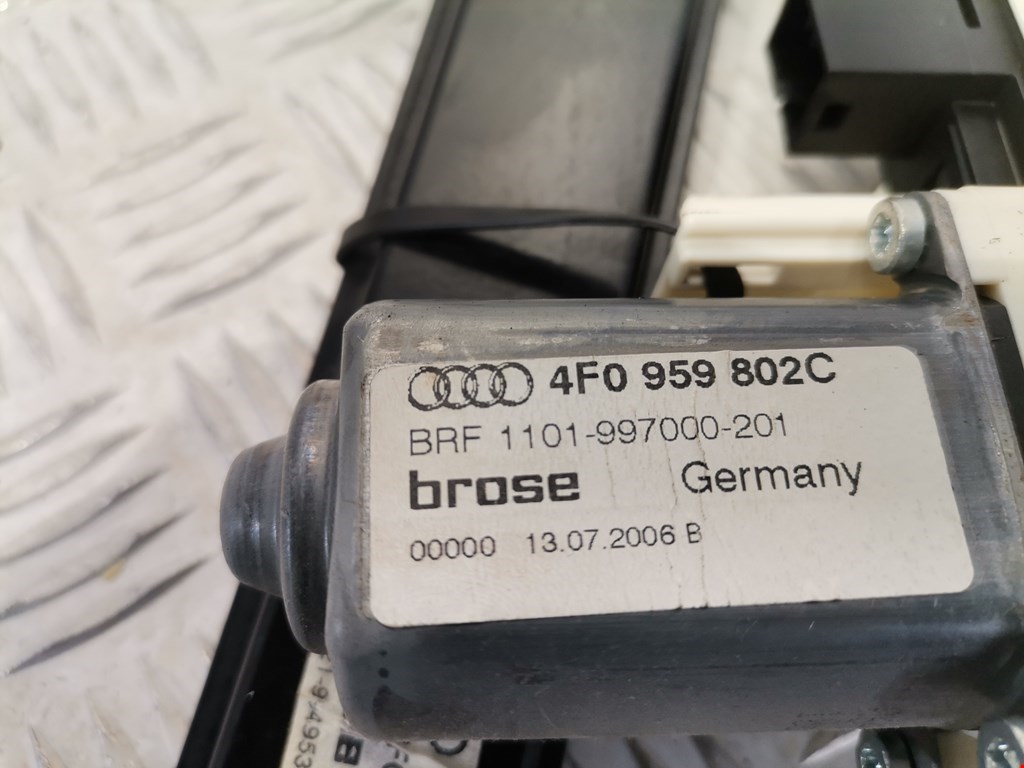 4F0 959 802C
BRF 1101-997000-201
brose Germany
00000 13.07.2006 B